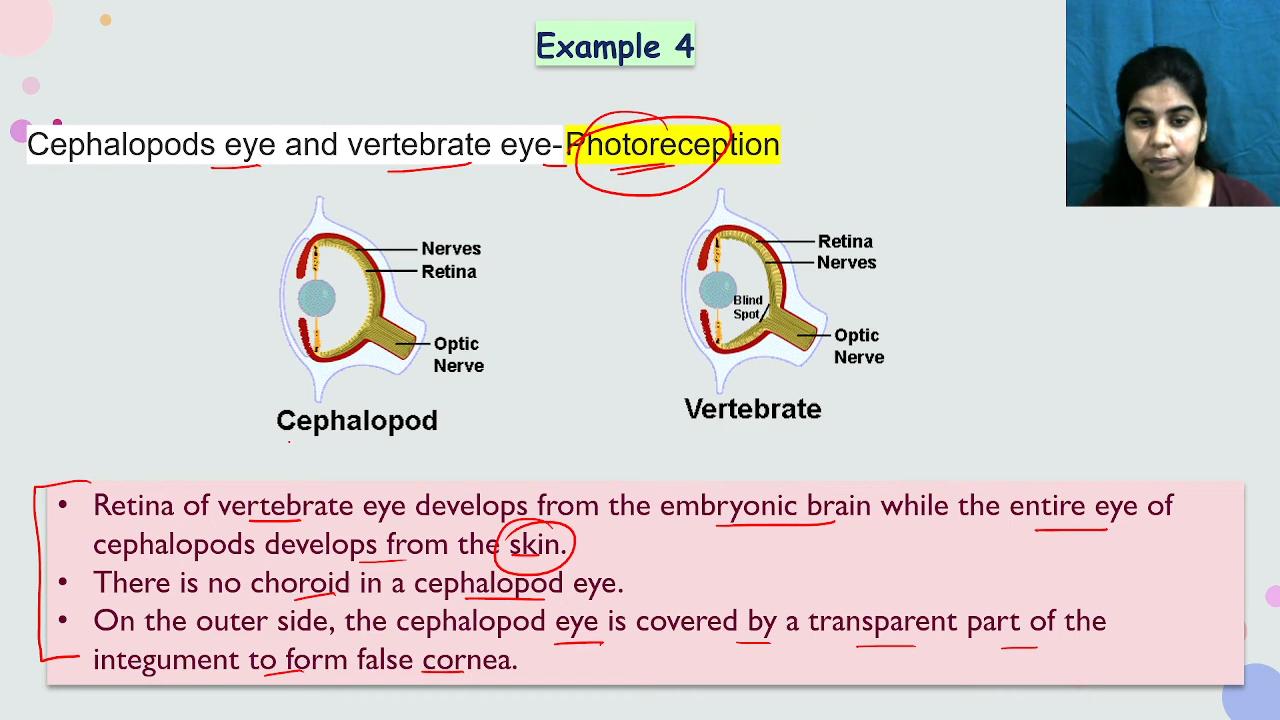 Example 4
Cephalopods eye and vertebrate eye- Photoreception
Nerves
Retina
Optic
Nerve
Cephalopod
Retina
Nerves
Blind
Spot
Optic
Nerve
Vertebrate
• Retina of vertebrate eye develops from the embryonic brain while the entire eye of
cephalopods develops from the skin.
• There is no choroid in a cephalopod eye.
• On the outer side, the cephalopod eye is covered by a transparent part of the
integument to form false cornea.